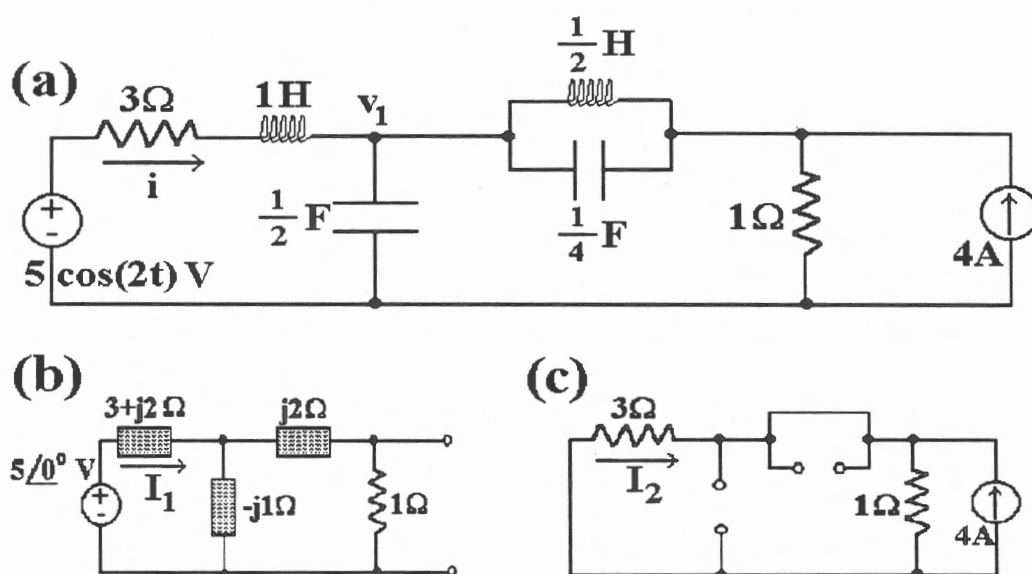 (a)
3Ω
1H
v₁
1/2 H
i
1/2 F
1/4 F
1Ω
4A
+
-
5 cos(2t) V
(b)
3+j2Ω
j2Ω
5/0° V
+
-
I₁
-j1Ω
1Ω
(c)
3Ω
I₂
1Ω
4A